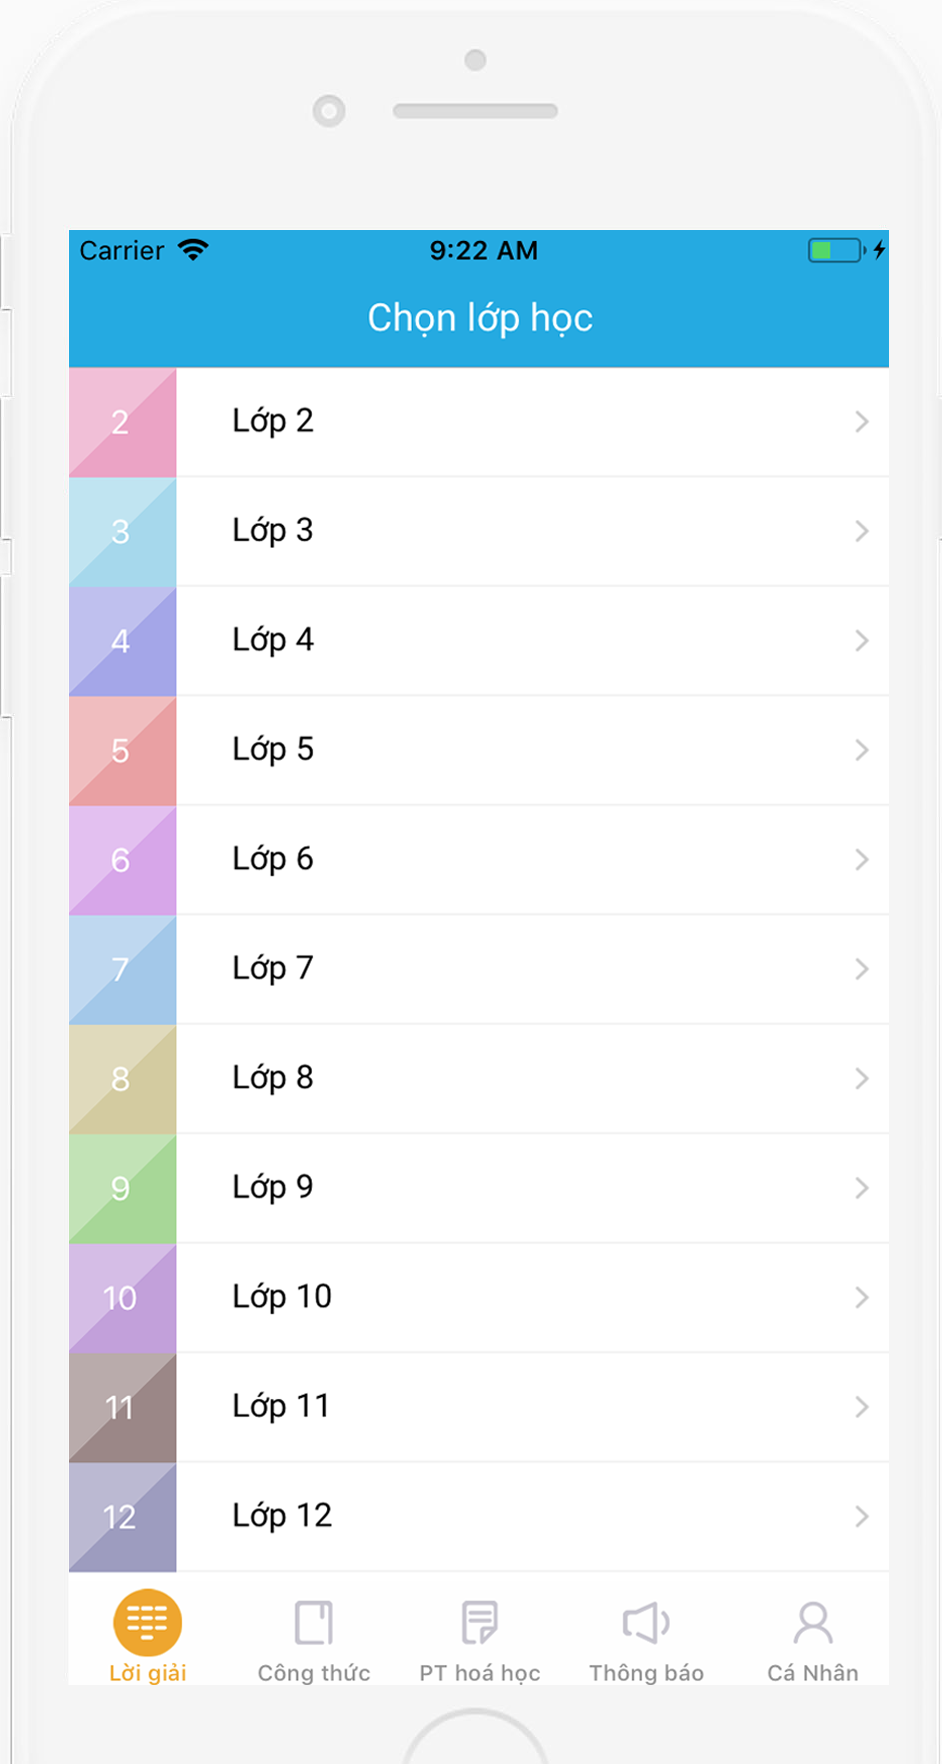 Carrier 9:22 AM
Chọn lớp học
2 Lớp 2
3 Lớp 3
4 Lớp 4
5 Lớp 5
6 Lớp 6
7 Lớp 7
8 Lớp 8
9 Lớp 9
10 Lớp 10
11 Lớp 11
12 Lớp 12
Lời giải Công thức PT hoá học Thông báo Cá Nhân